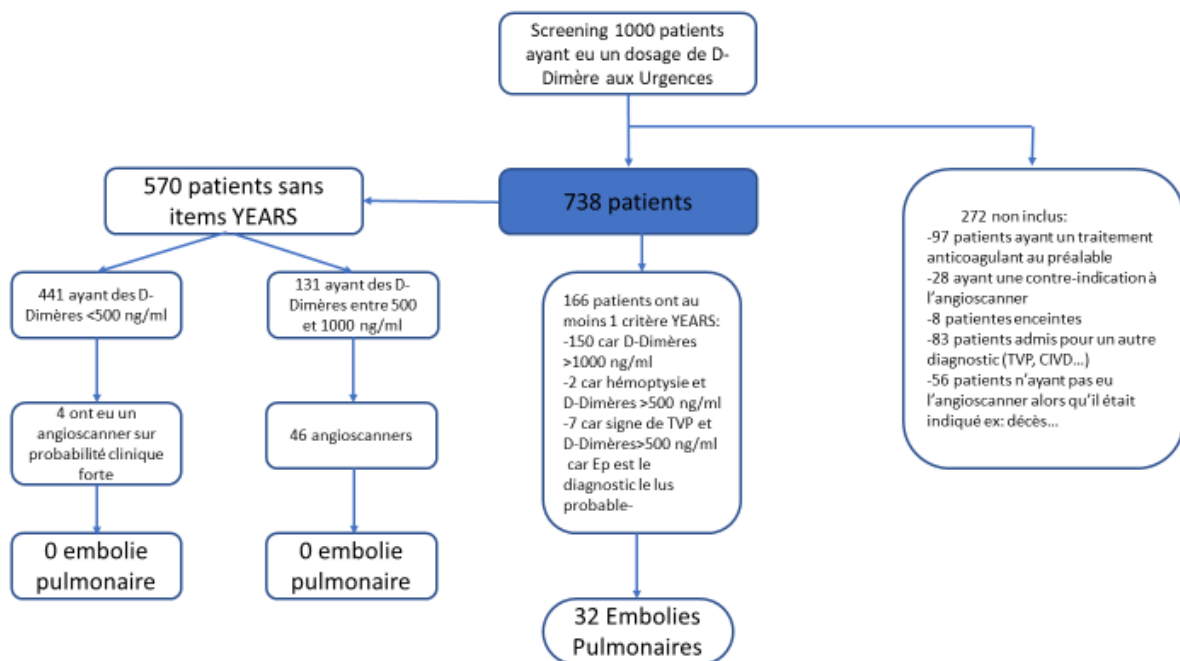 Screening 1000 patients
ayant eu un dosage de D-
Dimère aux Urgences
570 patients sans
items YEARS
738 patients
272 non inclus:
-97 patients ayant un traitement
anticoagulant au préalable
-28 ayant une contre-indication à
l’angioscanner
-8 patientes enceintes
-83 patients admis pour un autre
diagnostic (TVP, CIVD...)
-56 patients n’ayant pas eu
l’angioscanner alors qu’il était
indiqué ex: décès...
441 ayant des D-
Dimères <500 ng/ml
131 ayant des D-
Dimères entre 500
et 1000 ng/ml
166 patients ont au
moins 1 critère YEARS:
-150 car D-Dimères
>1000 ng/ml
-2 car hémoptysie et
D-Dimères >500 ng/ml
-7 car signe de TVP et
D-Dimères>500 ng/ml
car Ep est le
diagnostic le lus
probable-
4 ont eu un
angioscanner sur
probabilité clinique
forte
46 angioscanners
0 embolie
pulmonaire
0 embolie
pulmonaire
32 Embolies
Pulmonaires